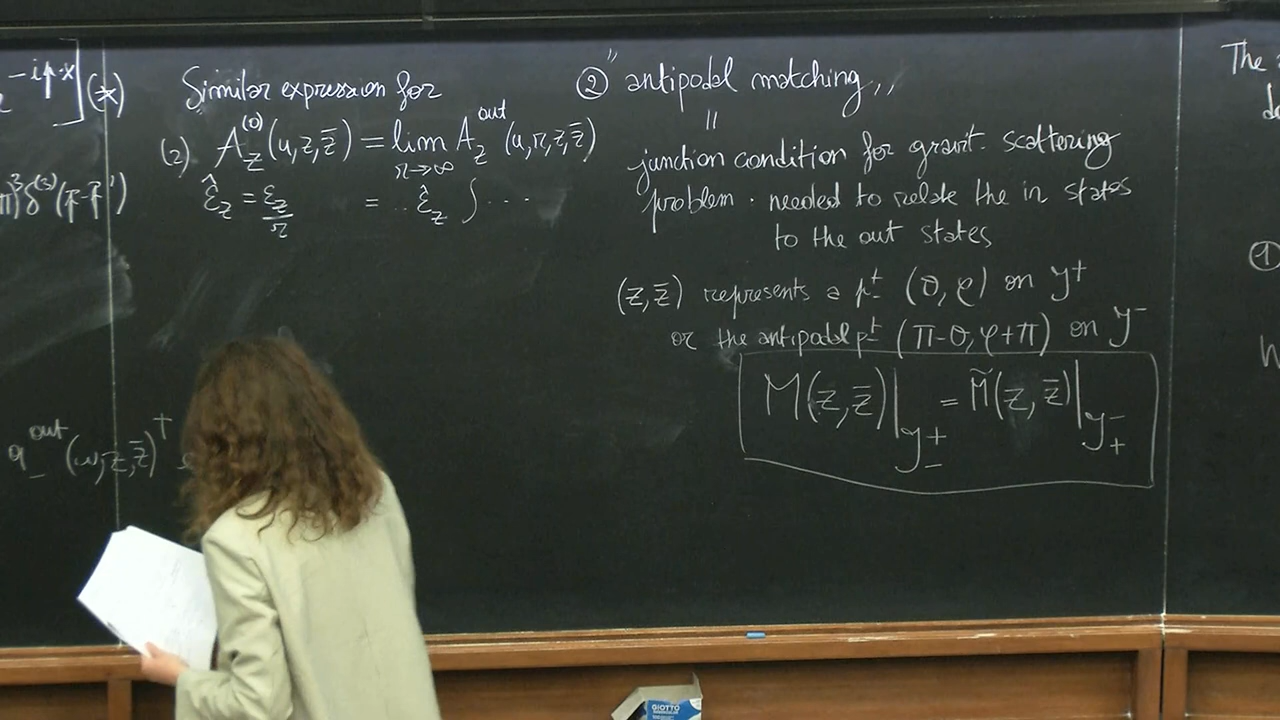 e^{-ip·x}](x)
π)^3 δ^{(3)}(p-p')
a_-^{out}(ω,z,z̄)^†
Similar expression for
(2) A_z^{(0)}(u,z,z̄) = lim_{r→∞} A_z^{out}(u,r,z,z̄)
ε̂_z = ε_z/r = .. ε̂_z ∫ ...
② "antipodal matching"
=
junction condition for gravit. scattering
problem. needed to relate the in states
to the out states
(z,z̄) represents a pt (θ,φ) on 𝓘^+
or the antipodal pt (π-θ,φ+π) on 𝓘^-
M(z,z̄)|_{𝓘^+_-} = M̃(z,z̄)|_{𝓘^-_+}
The
①
GIOTTO